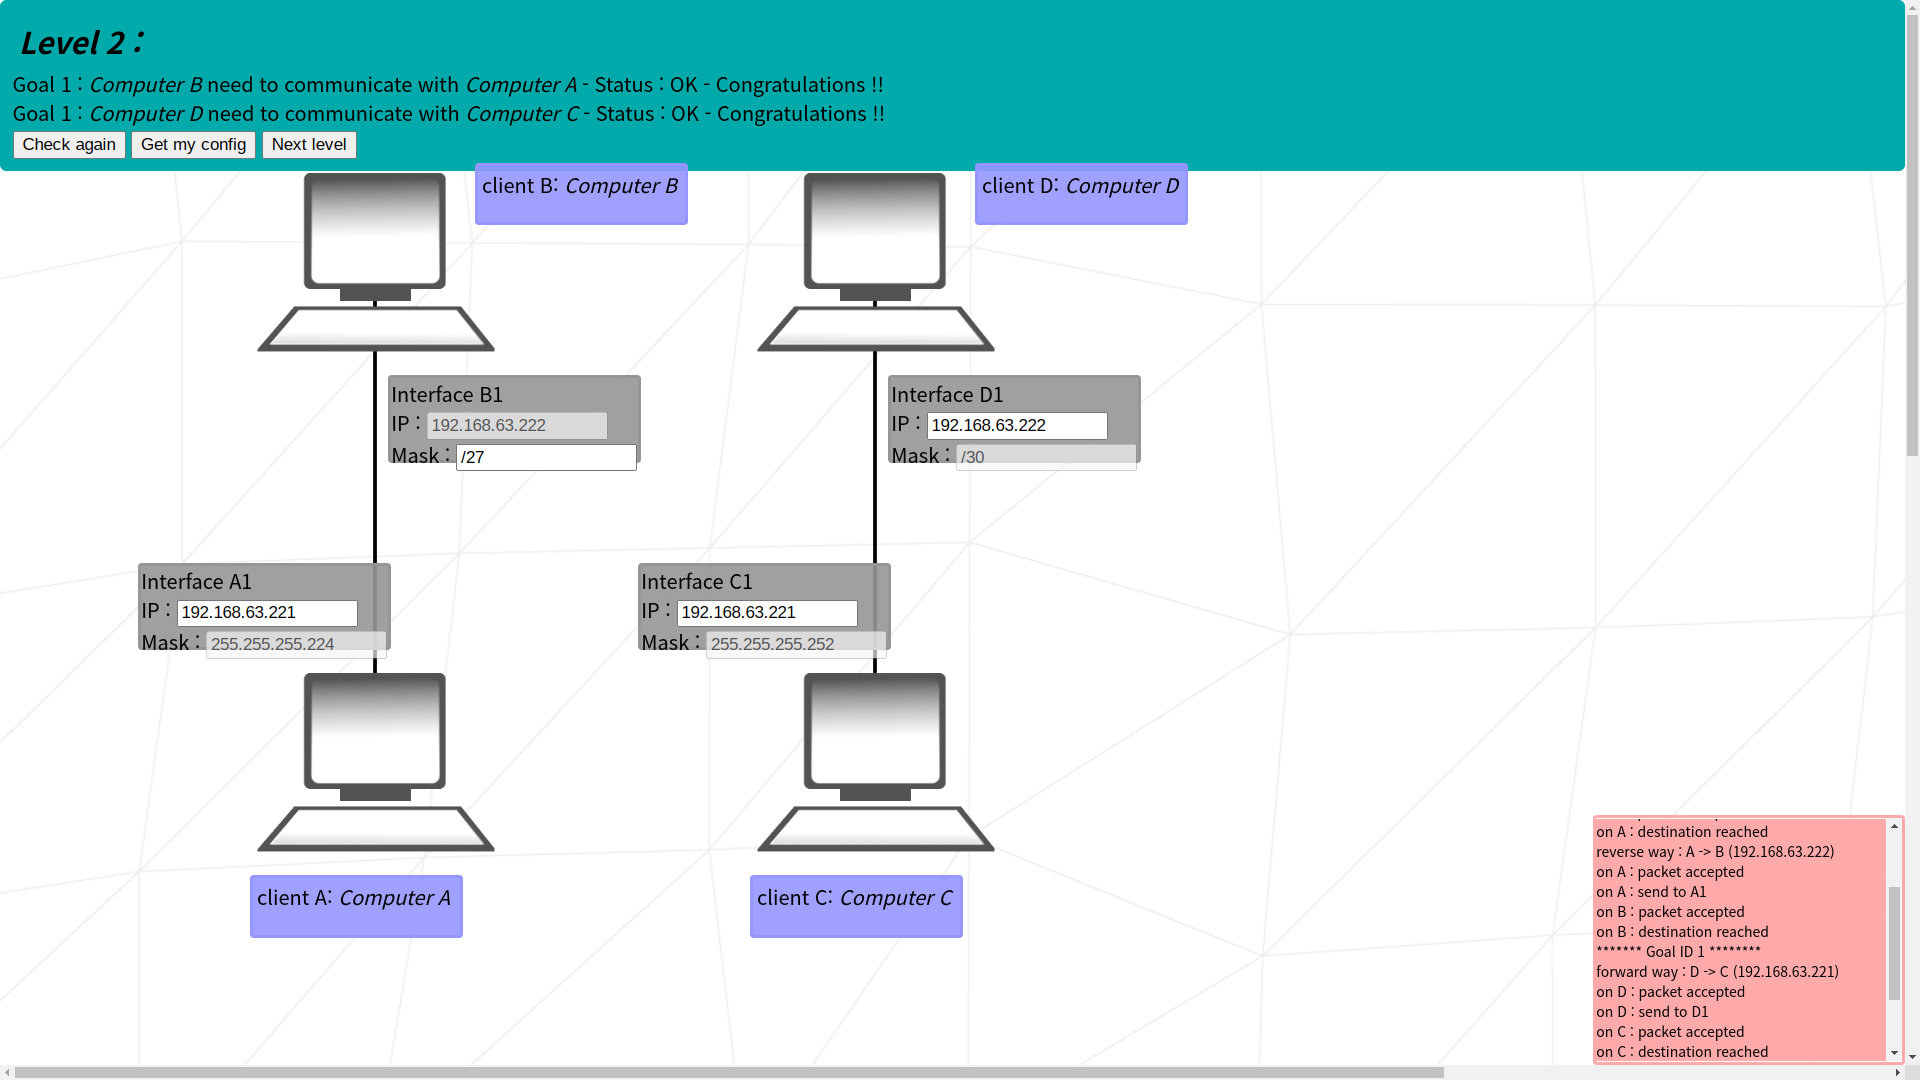 Level 2 :
Goal 1 : Computer B need to communicate with Computer A - Status : OK - Congratulations !!
Goal 1 : Computer D need to communicate with Computer C - Status : OK - Congratulations !!
Check again Get my config Next level
client B: Computer B
client D: Computer D
Interface B1
IP : 192.168.63.222
Mask : /27
Interface D1
IP : 192.168.63.222
Mask : /30
Interface A1
IP : 192.168.63.221
Mask : 255.255.255.224
Interface C1
IP : 192.168.63.221
Mask : 255.255.255.252
client A: Computer A
client C: Computer C
on A : destination reached
reverse way : A -> B (192.168.63.222)
on A : packet accepted
on A : send to A1
on B : packet accepted
on B : destination reached
******* Goal ID 1 ********
forward way : D -> C (192.168.63.221)
on D : packet accepted
on D : send to D1
on C : packet accepted
on C : destination reached